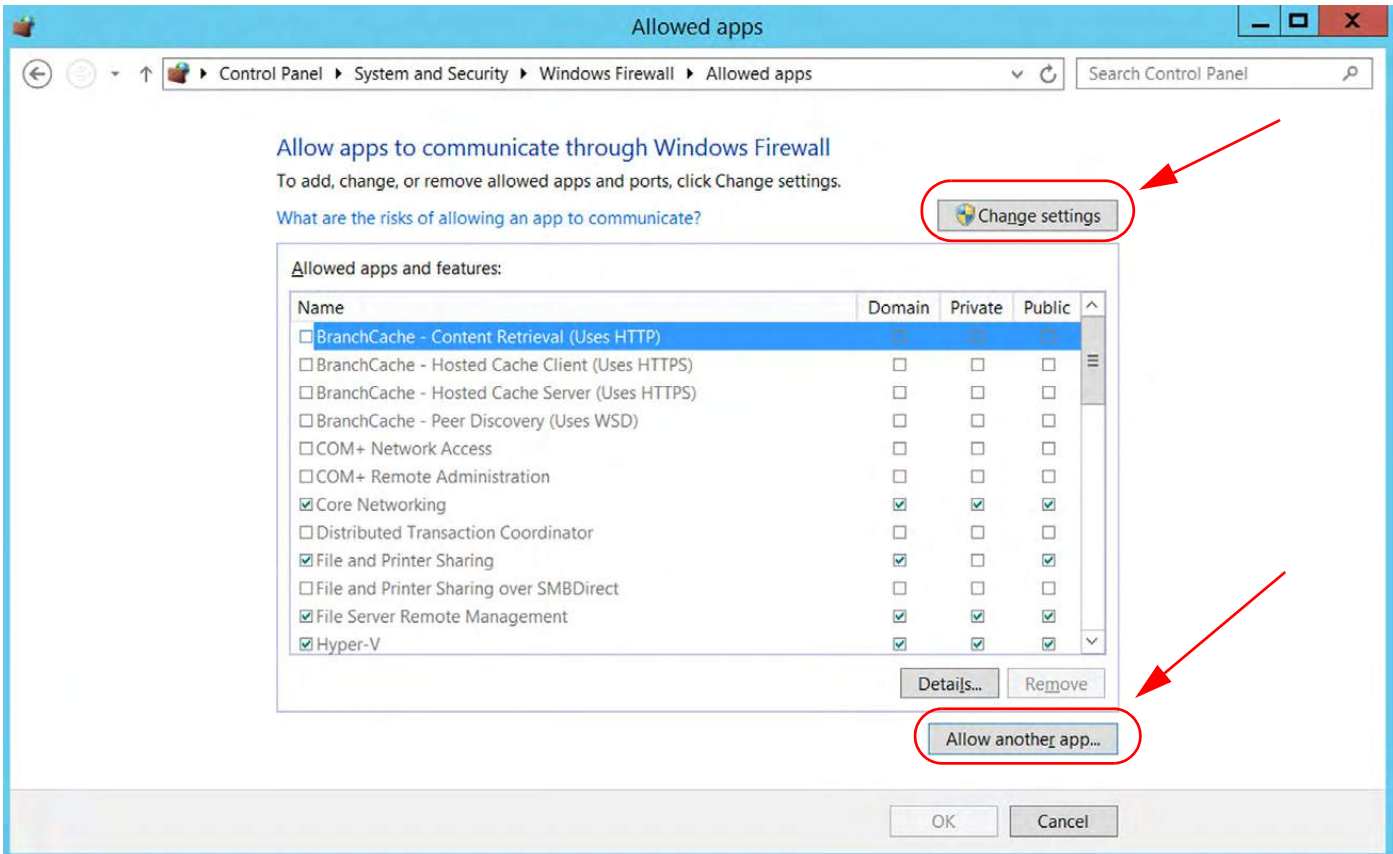 Allowed apps
Control Panel System and Security Windows Firewall Allowed apps Search Control Panel
Allow apps to communicate through Windows Firewall
To add, change, or remove allowed apps and ports, click Change settings.
What are the risks of allowing an app to communicate? Change settings
Allowed apps and features:
Name Domain Private Public
BranchCache - Content Retrieval (Uses HTTP)
BranchCache - Hosted Cache Client (Uses HTTPS)
BranchCache - Hosted Cache Server (Uses HTTPS)
BranchCache - Peer Discovery (Uses WSD)
COM+ Network Access
COM+ Remote Administration
Core Networking
Distributed Transaction Coordinator
File and Printer Sharing
File and Printer Sharing over SMBDirect
File Server Remote Management
Hyper-V
Details... Remove
Allow another app...
OK Cancel